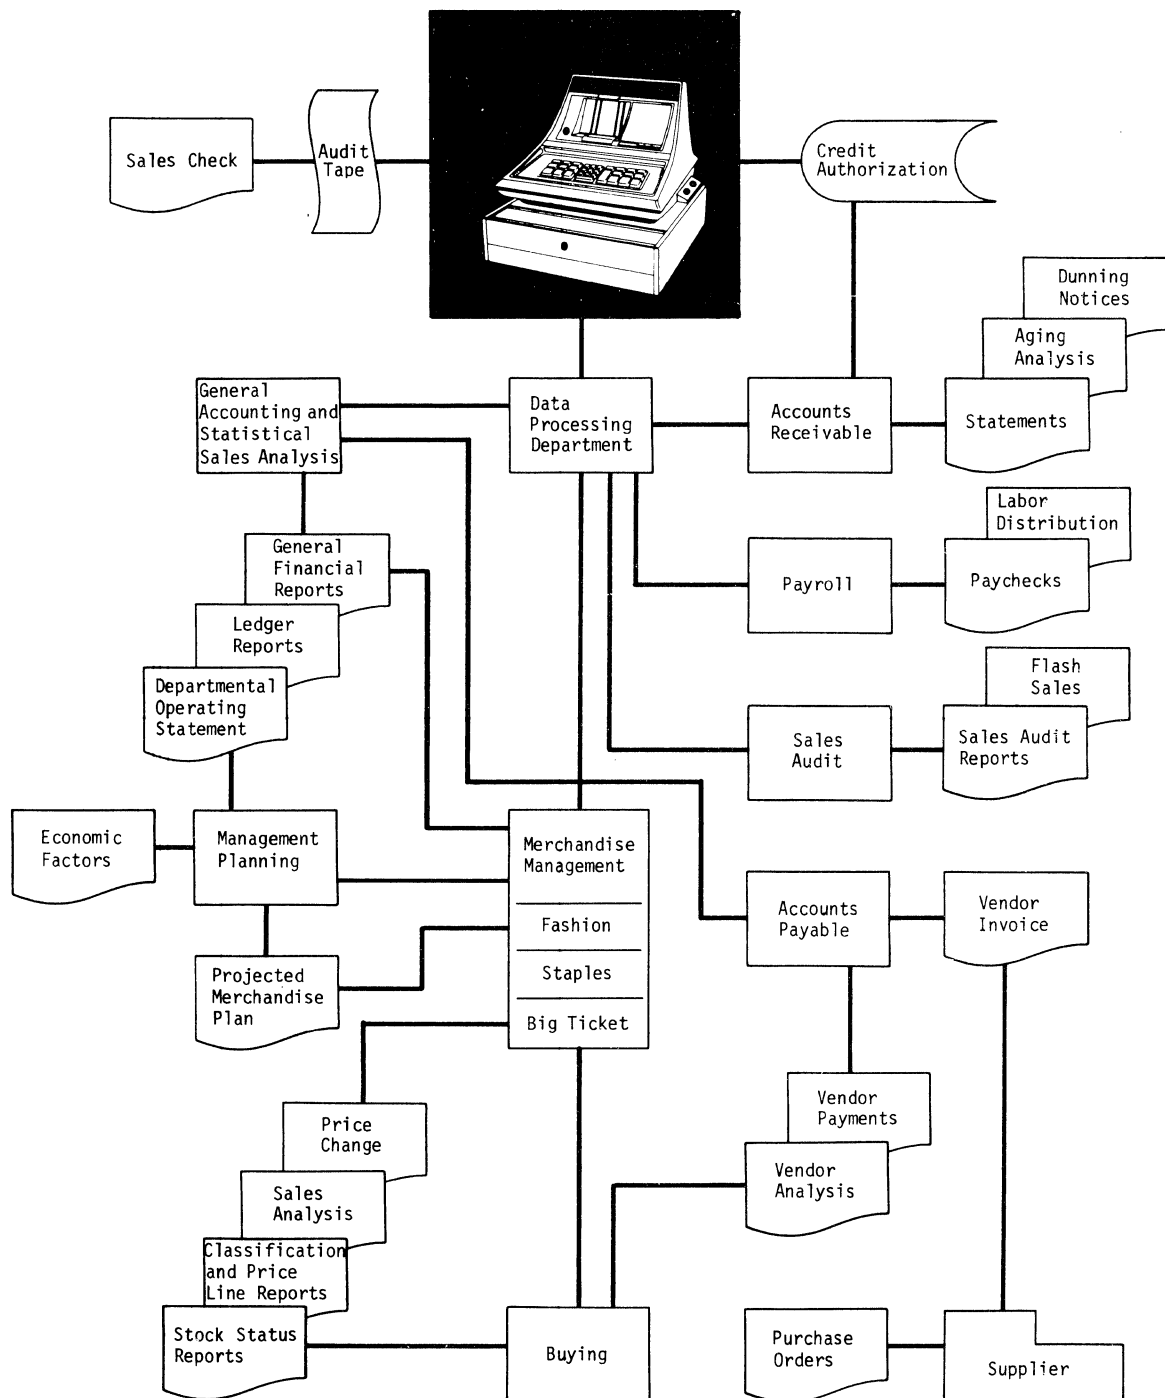 Sales Check
Audit
Tape
Credit
Authorization
Dunning
Notices
Aging
Analysis
Statements
General
Accounting and
Statistical
Sales Analysis
Data
Processing
Department
Accounts
Receivable
Labor
Distribution
Paychecks
Payroll
General
Financial
Reports
Ledger
Reports
Departmental
Operating
Statement
Flash
Sales
Sales Audit
Reports
Sales
Audit
Economic
Factors
Management
Planning
Merchandise
Management
Fashion
Staples
Big Ticket
Accounts
Payable
Vendor
Invoice
Projected
Merchandise
Plan
Price
Change
Sales
Analysis
Classification
and Price
Line Reports
Stock Status
Reports
Vendor
Payments
Vendor
Analysis
Buying
Purchase
Orders
Supplier